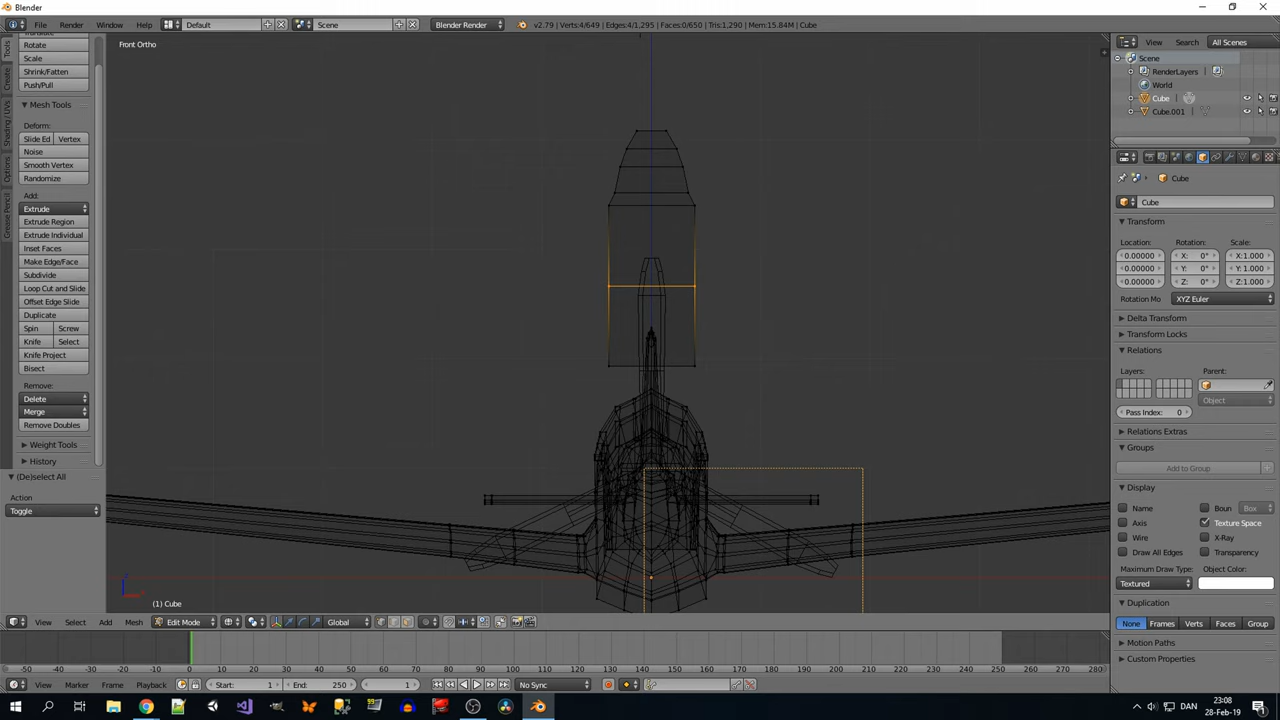 Blender
File Render Window Help Default Scene Blender Render v2.79 | Verts:4/649 | Edges:4/1,295 | Faces:0/650 | Tris:1,290 | Mem:15.84M | Cube
Front Ortho
View Search All Scenes
Tools
Create
Shading / UVs
Options
Grease Pencil
Rotate
Scale
Shrink/Fatten
Push/Pull
Mesh Tools
Deform:
Slide Ed Vertex
Noise
Smooth Vertex
Randomize
Add:
Extrude
Extrude Region
Extrude Individual
Inset Faces
Make Edge/Face
Subdivide
Loop Cut and Slide
Offset Edge Slide
Duplicate
Spin Screw
Knife Select
Knife Project
Bisect
Remove:
Delete
Merge
Remove Doubles
Weight Tools
History
(De)select All
Action
Toggle
Scene
RenderLayers
World
Cube
Cube.001
Cube
Cube
Transform
Location: Rotation: Scale:
0.00000 X: 0° X:1.000
0.00000 Y: 0° Y:1.000
0.00000 Z: 0° Z:1.000
Rotation Mo XYZ Euler
Delta Transform
Transform Locks
Relations
Layers: Parent:
Object
Pass Index: 0
Relations Extras
Groups
Add to Group
Display
Name Boun Box
Axis Texture Space
Wire X-Ray
Draw All Edges Transparency
Maximum Draw Type: Object Color:
Textured
Duplication
None Frames Verts Faces Group
Motion Paths
Custom Properties
(1) Cube
View Select Add Mesh Edit Mode Global
-50 -40 -30 -20 -10 0 10 20 30 40 50 60 70 80 90 100 110 120 130 140 150 160 170 180 190 200 210 220 230 240 250 260 270 280
View Marker Frame Playback Start: 1 End: 250 1 No Sync
DAN 23:08
28-Feb-19